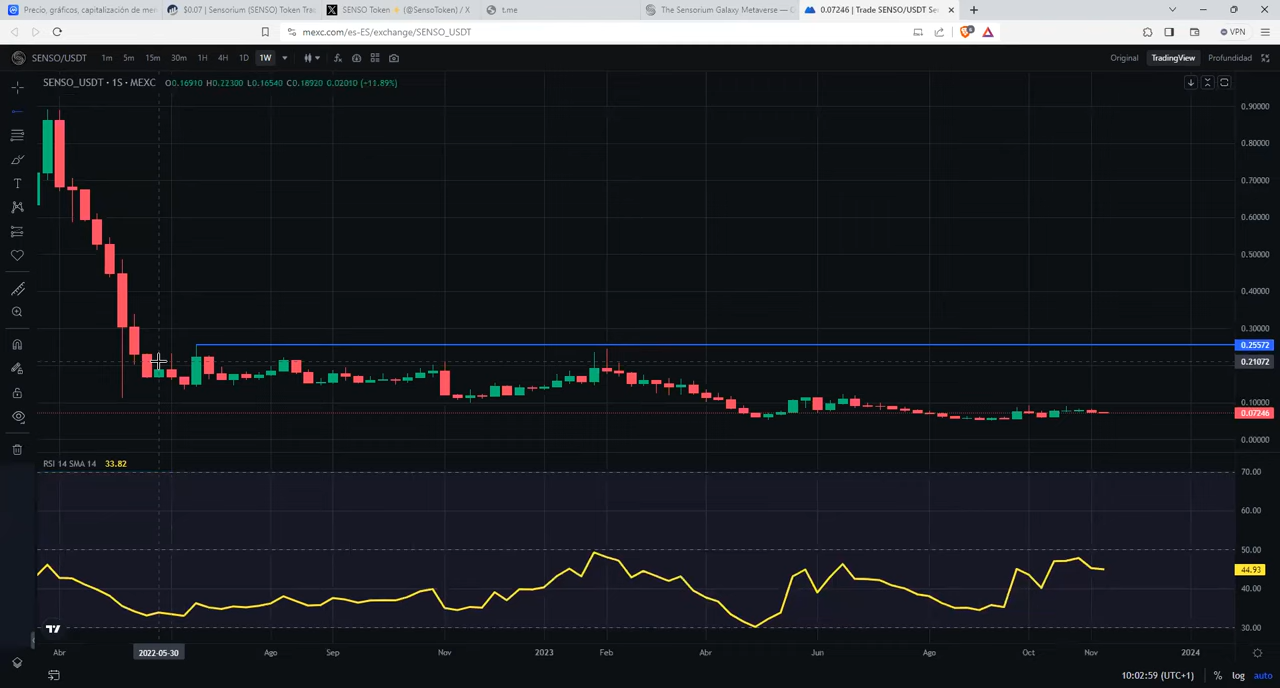 Precio, gráficos, capitalización de mer
$0.07 | Sensorium (SENSO) Token Tra
SENSO Token (@SensoToken) / X
t.me
The Sensorium Galaxy Metaverse —
0.07246 | Trade SENSO/USDT Se
mexc.com/es-ES/exchange/SENSO_USDT
VPN
SENSO/USDT 1m 5m 15m 30m 1H 4H 1D 1W
Original TradingView Profundidad
SENSO_USDT · 1S · MEXC O0.16910 H0.22300 L0.16540 C0.18920 0.02010 (+11.89%)
0.90000
0.80000
0.70000
0.60000
0.50000
0.40000
0.30000
0.25572
0.21072
0.10000
0.07246
0.00000
RSI 14 SMA 14 33.82
70.00
60.00
50.00
44.93
40.00
30.00
Abr 2022-05-30 Ago Sep Nov 2023 Feb Abr Jun Ago Oct Nov 2024
10:02:59 (UTC+1) % log auto